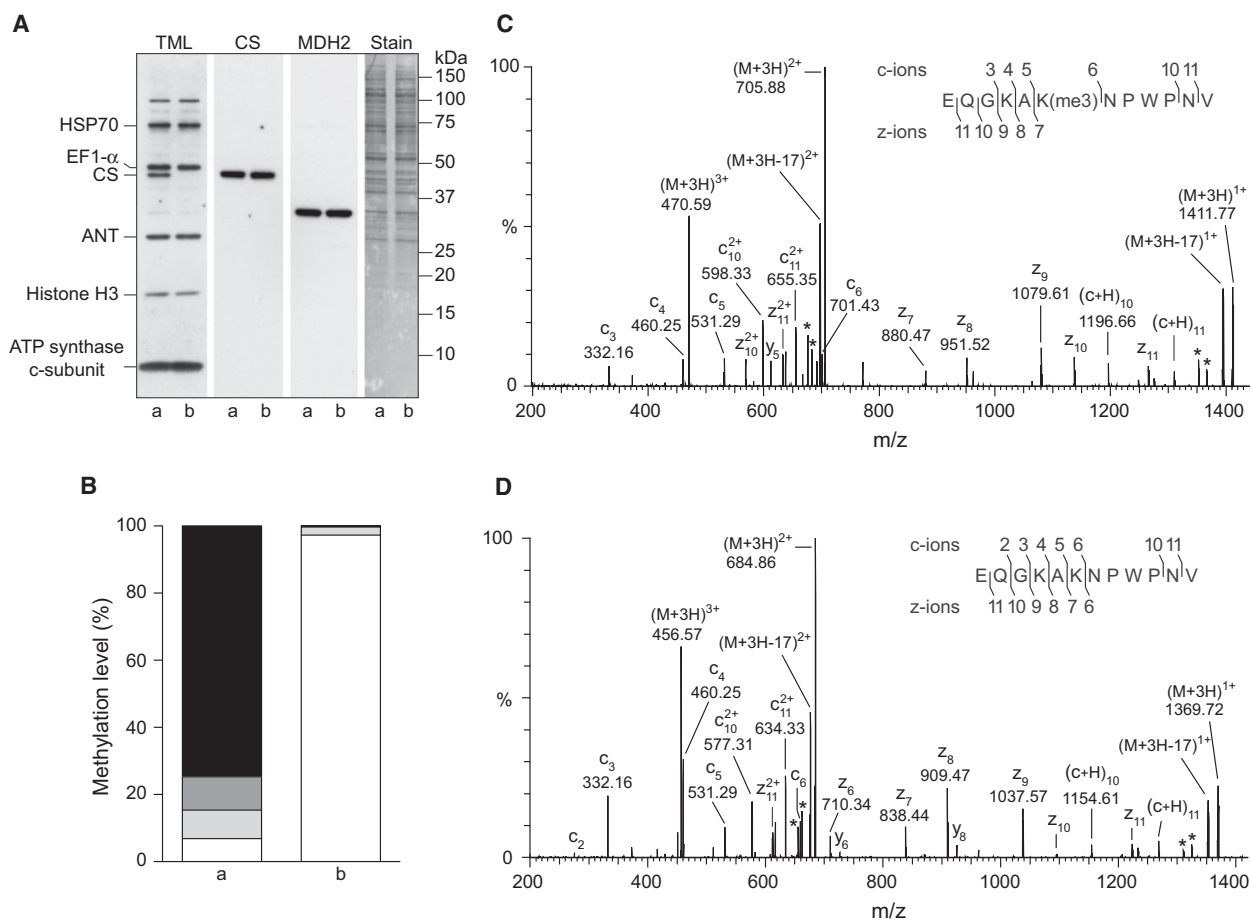 A
TML CS MDH2 Stain
kDa
150
100
75
50
37
25
20
15
10
HSP70
EF1-α
CS
ANT
Histone H3
ATP synthase
c-subunit
a b a b a b a b
B
Methylation level (%)
100
80
60
40
20
0
a b
C
100
%
0
(M+3H)2+
705.88
(M+3H-17)2+
(M+3H)3+
470.59
c10 2+
598.33
c11 2+
655.35
c6
701.43
c3
332.16
c4
460.25
c5
531.29
z10 2+
y5
z11 2+
*
*
z7
880.47
z8
951.52
z9
1079.61
z10
(c+H)10
1196.66
z11
(c+H)11
* *
(M+3H-17)1+
(M+3H)1+
1411.77
c-ions 3 4 5 6 10 11
E Q G K A K(me3) N P W P N V
z-ions 11 10 9 8 7
200 400 600 800 1000 1200 1400
m/z
D
100
%
0
(M+3H)2+
684.86
(M+3H-17)2+
(M+3H)3+
456.57
c4
460.25
c10 2+
577.31
c11 2+
634.33
c2
c3
332.16
c5
531.29
z11 2+
c6
*
*
z6
710.34
y6
z7
838.44
z8
909.47
y8
z9
1037.57
z10
(c+H)10
1154.61
z11
(c+H)11
* *
(M+3H-17)1+
(M+3H)1+
1369.72
c-ions 2 3 4 5 6 10 11
E Q G K A K N P W P N V
z-ions 11 10 9 8 7 6
200 400 600 800 1000 1200 1400
m/z